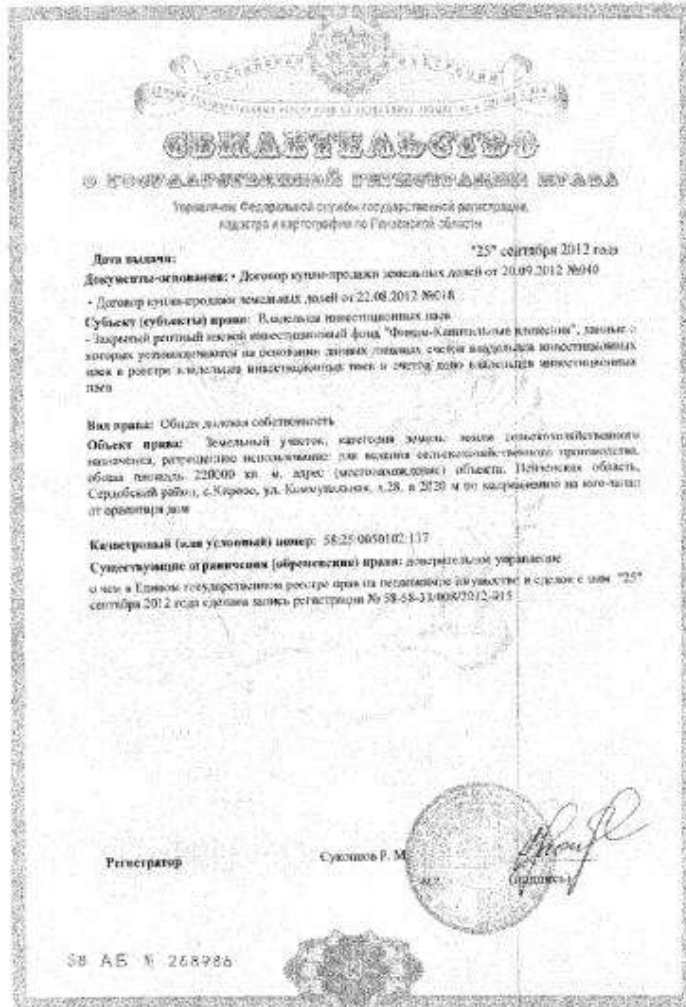 РОССИЙСКАЯ ФЕДЕРАЦИЯ
СВИДЕТЕЛЬСТВО
О ГОСУДАРСТВЕННОЙ РЕГИСТРАЦИИ ПРАВА
Управление Федеральной службы государственной регистрации,
кадастра и картографии по Пензенской области
Дата выдачи: "25" сентября 2012 года
Документы-основания: • Договор купли-продажи земельных долей от 20.09.2012 №040
• Договор купли-продажи земельных долей от 22.08.2012 №018
Субъект (субъекты) права: Владельцы инвестиционных паев
- Закрытый рентный паевой инвестиционный фонд "Капитальные вложения", данные о
которых устанавливаются на основании данных лицевых счетов владельцев инвестиционных
паев в реестре владельцев инвестиционных паев и счетов депо владельцев инвестиционных
паев
Вид права: Общая долевая собственность
Объект права: Земельный участок, категория земель: земли сельскохозяйственного
назначения, разрешенное использование: для ведения сельскохозяйственного производства,
общая площадь 220000 кв. м, адрес (местонахождение) объекта: Пензенская область,
Сердобский район, ул. Коммунальная, д.28, в 2020 м по направлению на юго-запад
от ориентира дом
Кадастровый (или условный) номер: 58:25:0050102:137
Существующие ограничения (обременения) права: доверительное управление
о чем в Едином государственном реестре прав на недвижимое имущество и сделок с ним "25"
сентября 2012 года сделана запись регистрации № 58-58-33/008/2012-915
Регистратор
м.п.
(подпись)
58 АБ № 268986